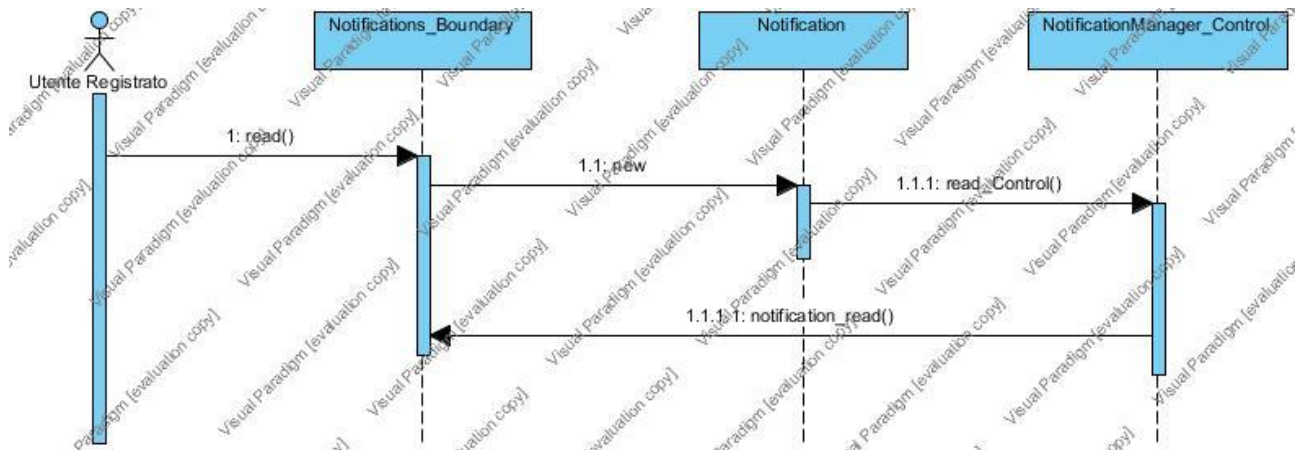 Notifications_Boundary
Notification
NotificationManager_Control
Utente Registrato
1: read()
1.1: new
1.1.1: read_Control()
1.1.1.1: notification_read()
Visual Paradigm [evaluation copy]